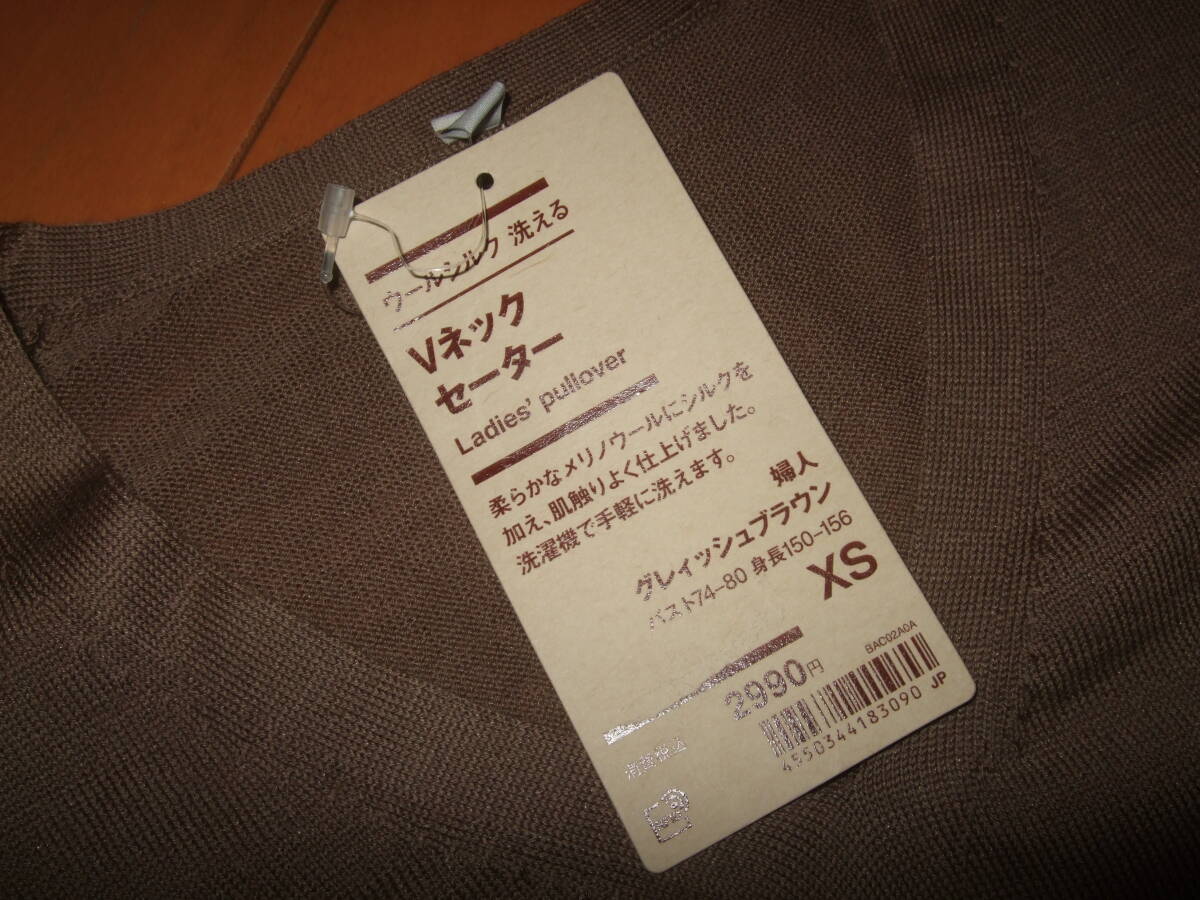 ウールシルク 洗える
Vネック
セーター
Ladies' pullover
柔らかなメリノウールにシルクを
加え、肌触りよく仕上げました。
洗濯機で手軽に洗えます。
婦人
グレイッシュブラウン
バスト74-80 身長150-156
XS
BAC02A0A
2990円
消費税込
4550344183090 JP